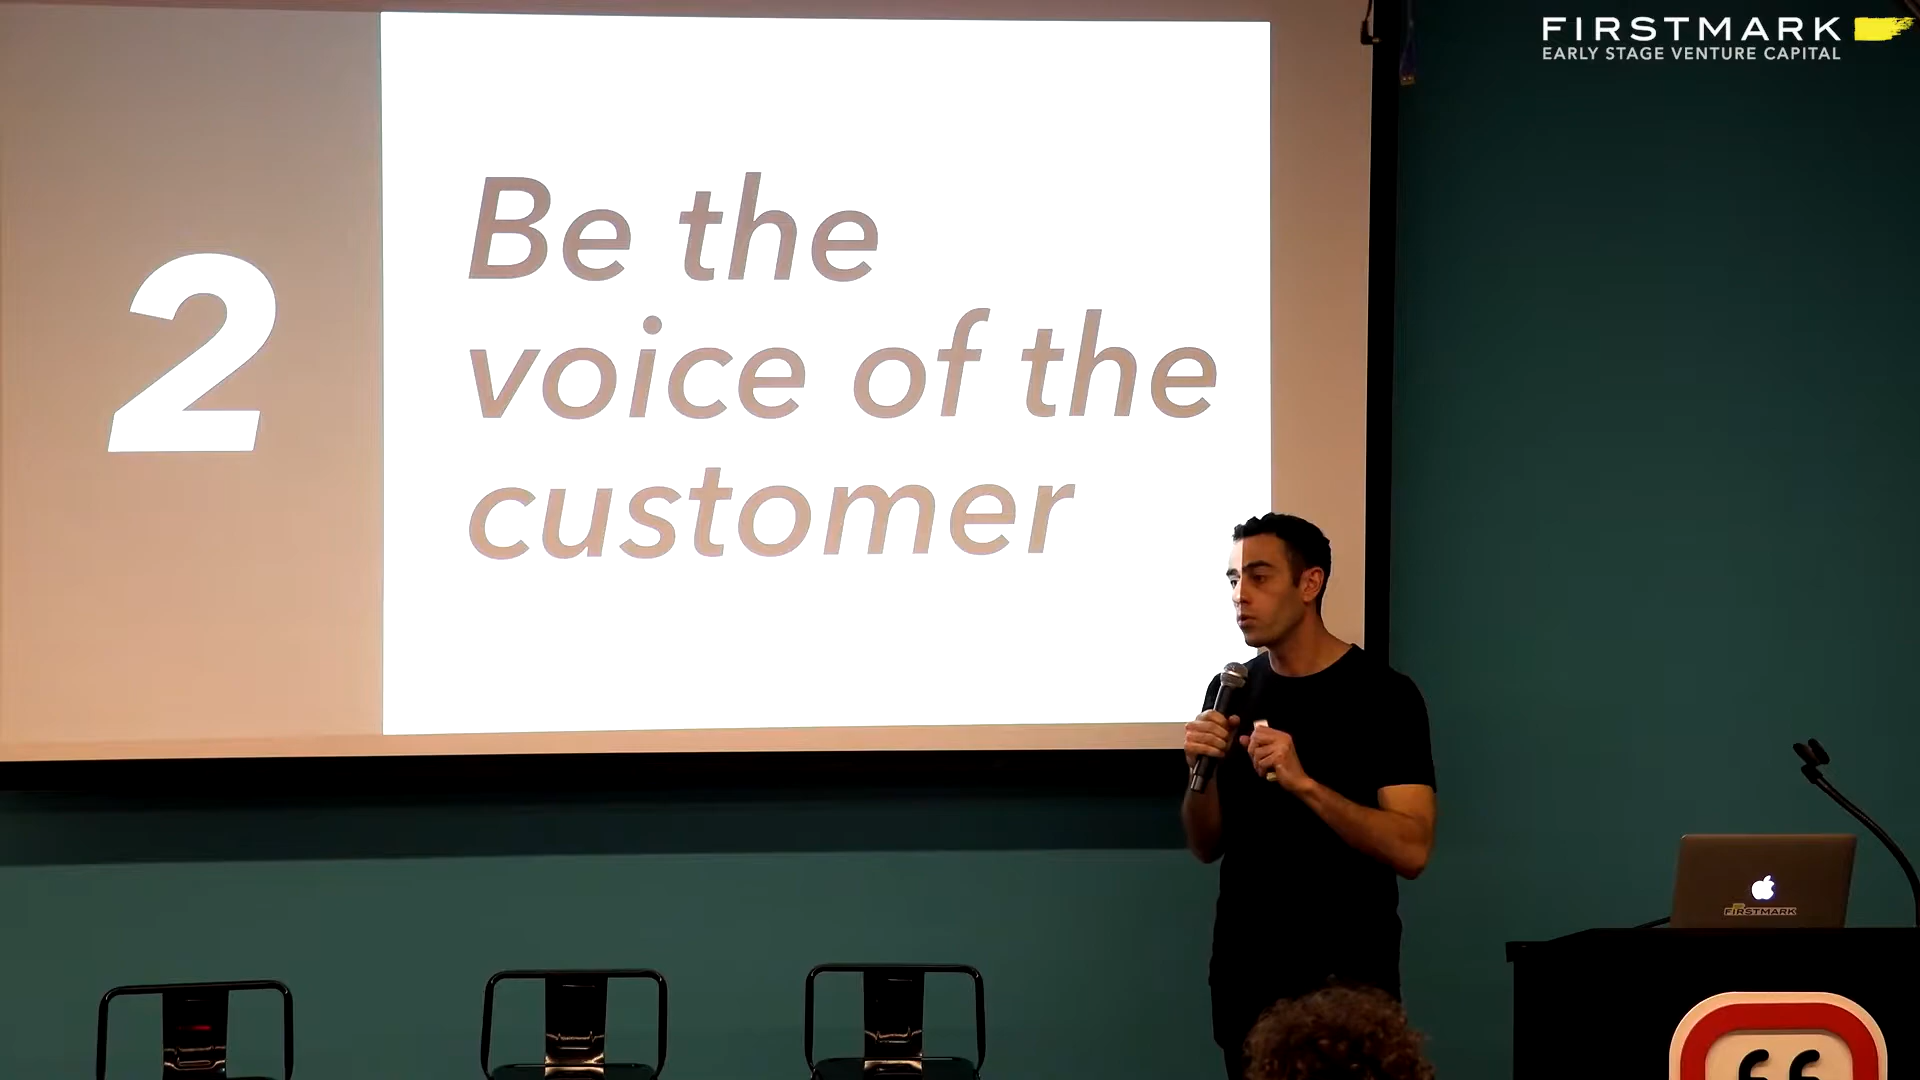 FIRSTMARK
EARLY STAGE VENTURE CAPITAL
2
Be the
voice of the
customer
FIRSTMARK